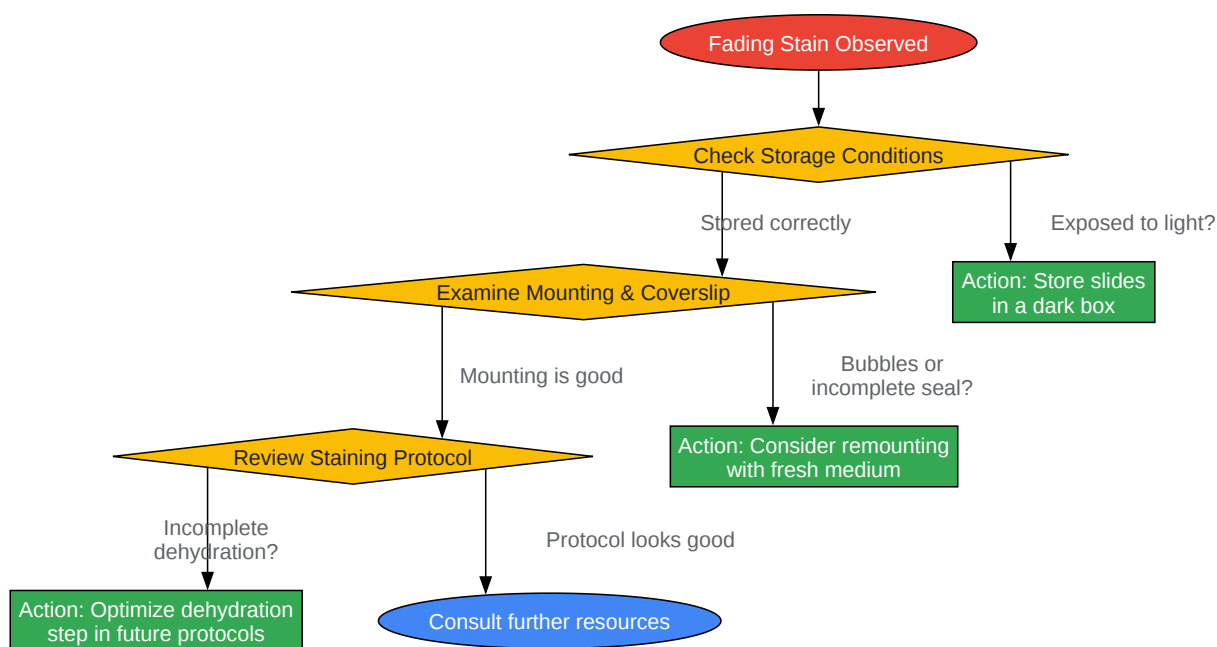 Fading Stain Observed
Check Storage Conditions
Stored correctly
Exposed to light?
Action: Store slides
in a dark box
Examine Mounting & Coverslip
Mounting is good
Bubbles or
incomplete seal?
Action: Consider remounting
with fresh medium
Review Staining Protocol
Incomplete
dehydration?
Protocol looks good
Action: Optimize dehydration
step in future protocols
Consult further resources